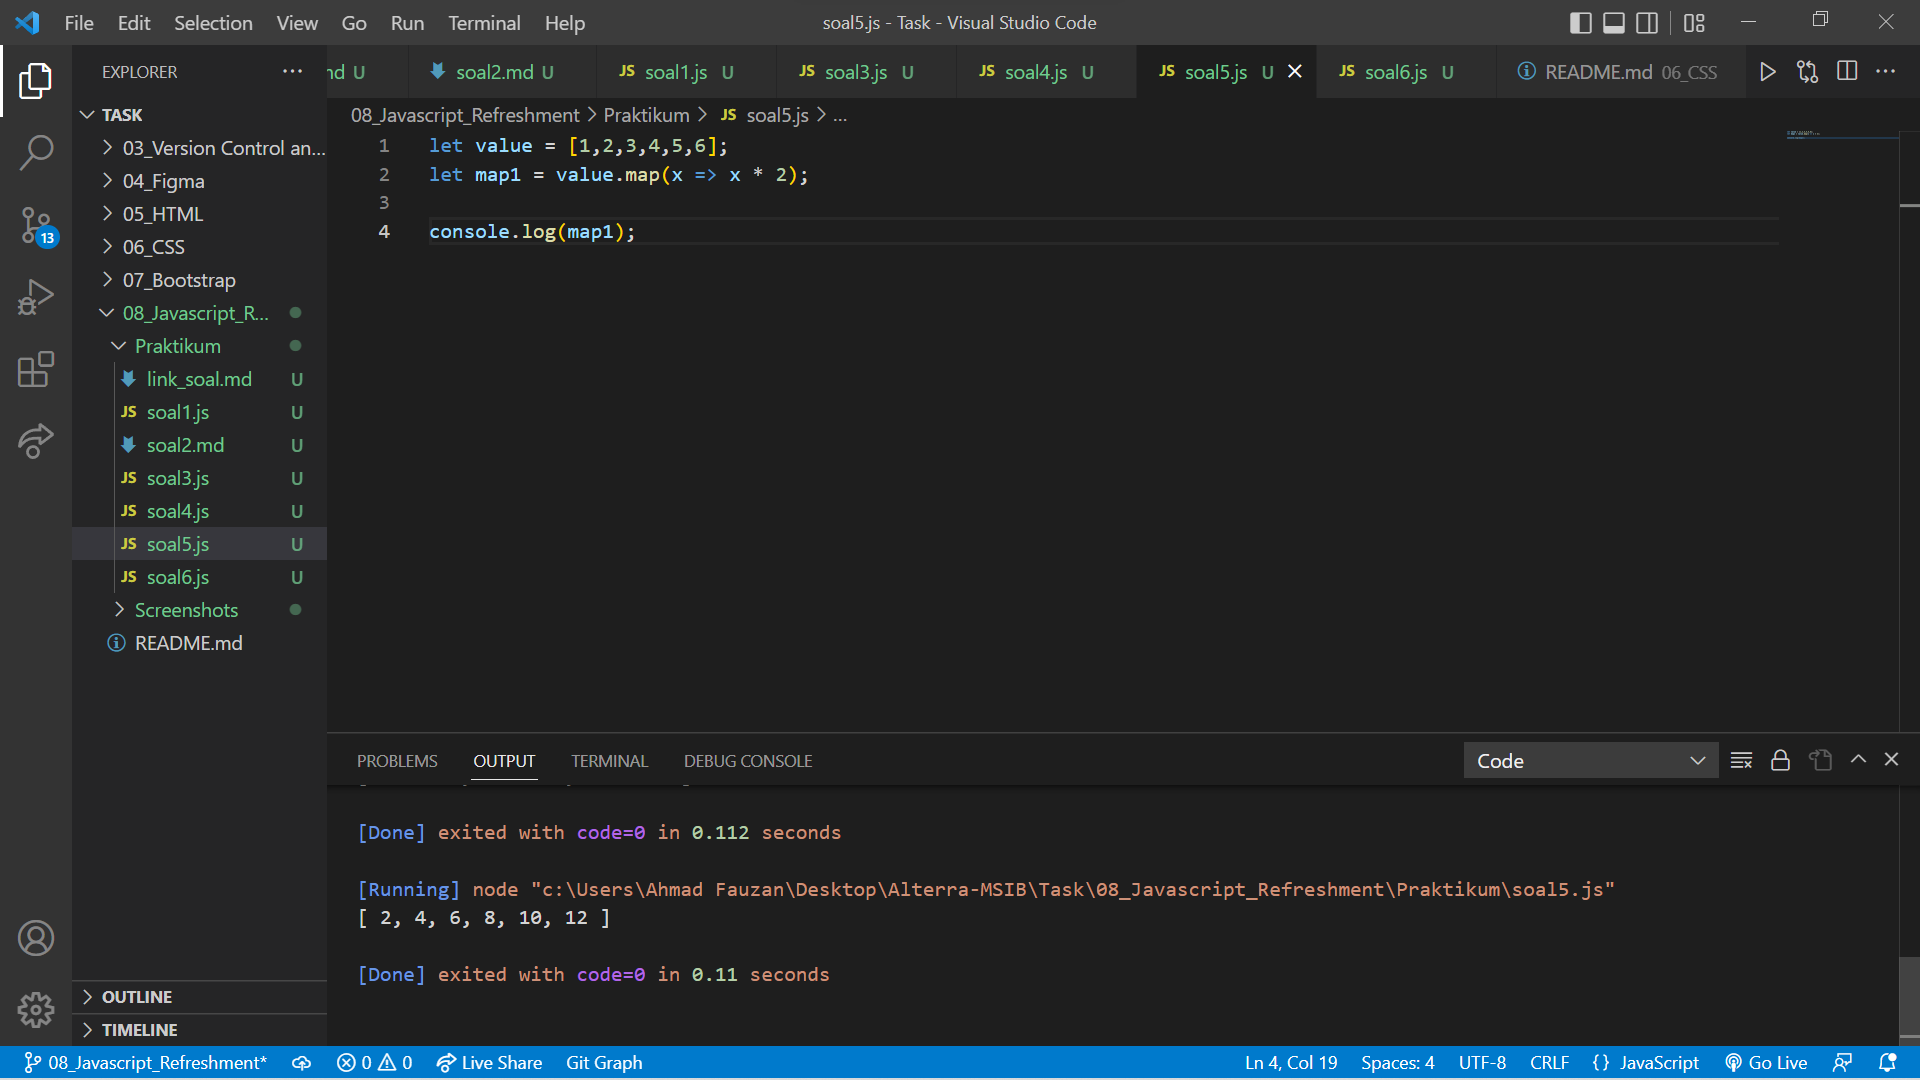 File Edit Selection View Go Run Terminal Help
soal5.js - Task - Visual Studio Code
EXPLORER
TASK
03_Version Control an...
04_Figma
05_HTML
06_CSS
07_Bootstrap
08_Javascript_R...
Praktikum
link_soal.md U
JS soal1.js U
soal2.md U
JS soal3.js U
JS soal4.js U
JS soal5.js U
JS soal6.js U
Screenshots
README.md
OUTLINE
TIMELINE
13
nd U soal2.md U JS soal1.js U JS soal3.js U JS soal4.js U JS soal5.js U JS soal6.js U README.md 06_CSS
08_Javascript_Refreshment > Praktikum > JS soal5.js > ...
1 let value = [1,2,3,4,5,6];
2 let map1 = value.map(x => x * 2);
3
4 console.log(map1);
PROBLEMS OUTPUT TERMINAL DEBUG CONSOLE
Code
[Done] exited with code=0 in 0.112 seconds
[Running] node "c:\Users\Ahmad Fauzan\Desktop\Alterra-MSIB\Task\08_Javascript_Refreshment\Praktikum\soal5.js"
[ 2, 4, 6, 8, 10, 12 ]
[Done] exited with code=0 in 0.11 seconds
08_Javascript_Refreshment* 0 0 Live Share Git Graph
Ln 4, Col 19 Spaces: 4 UTF-8 CRLF {} JavaScript Go Live